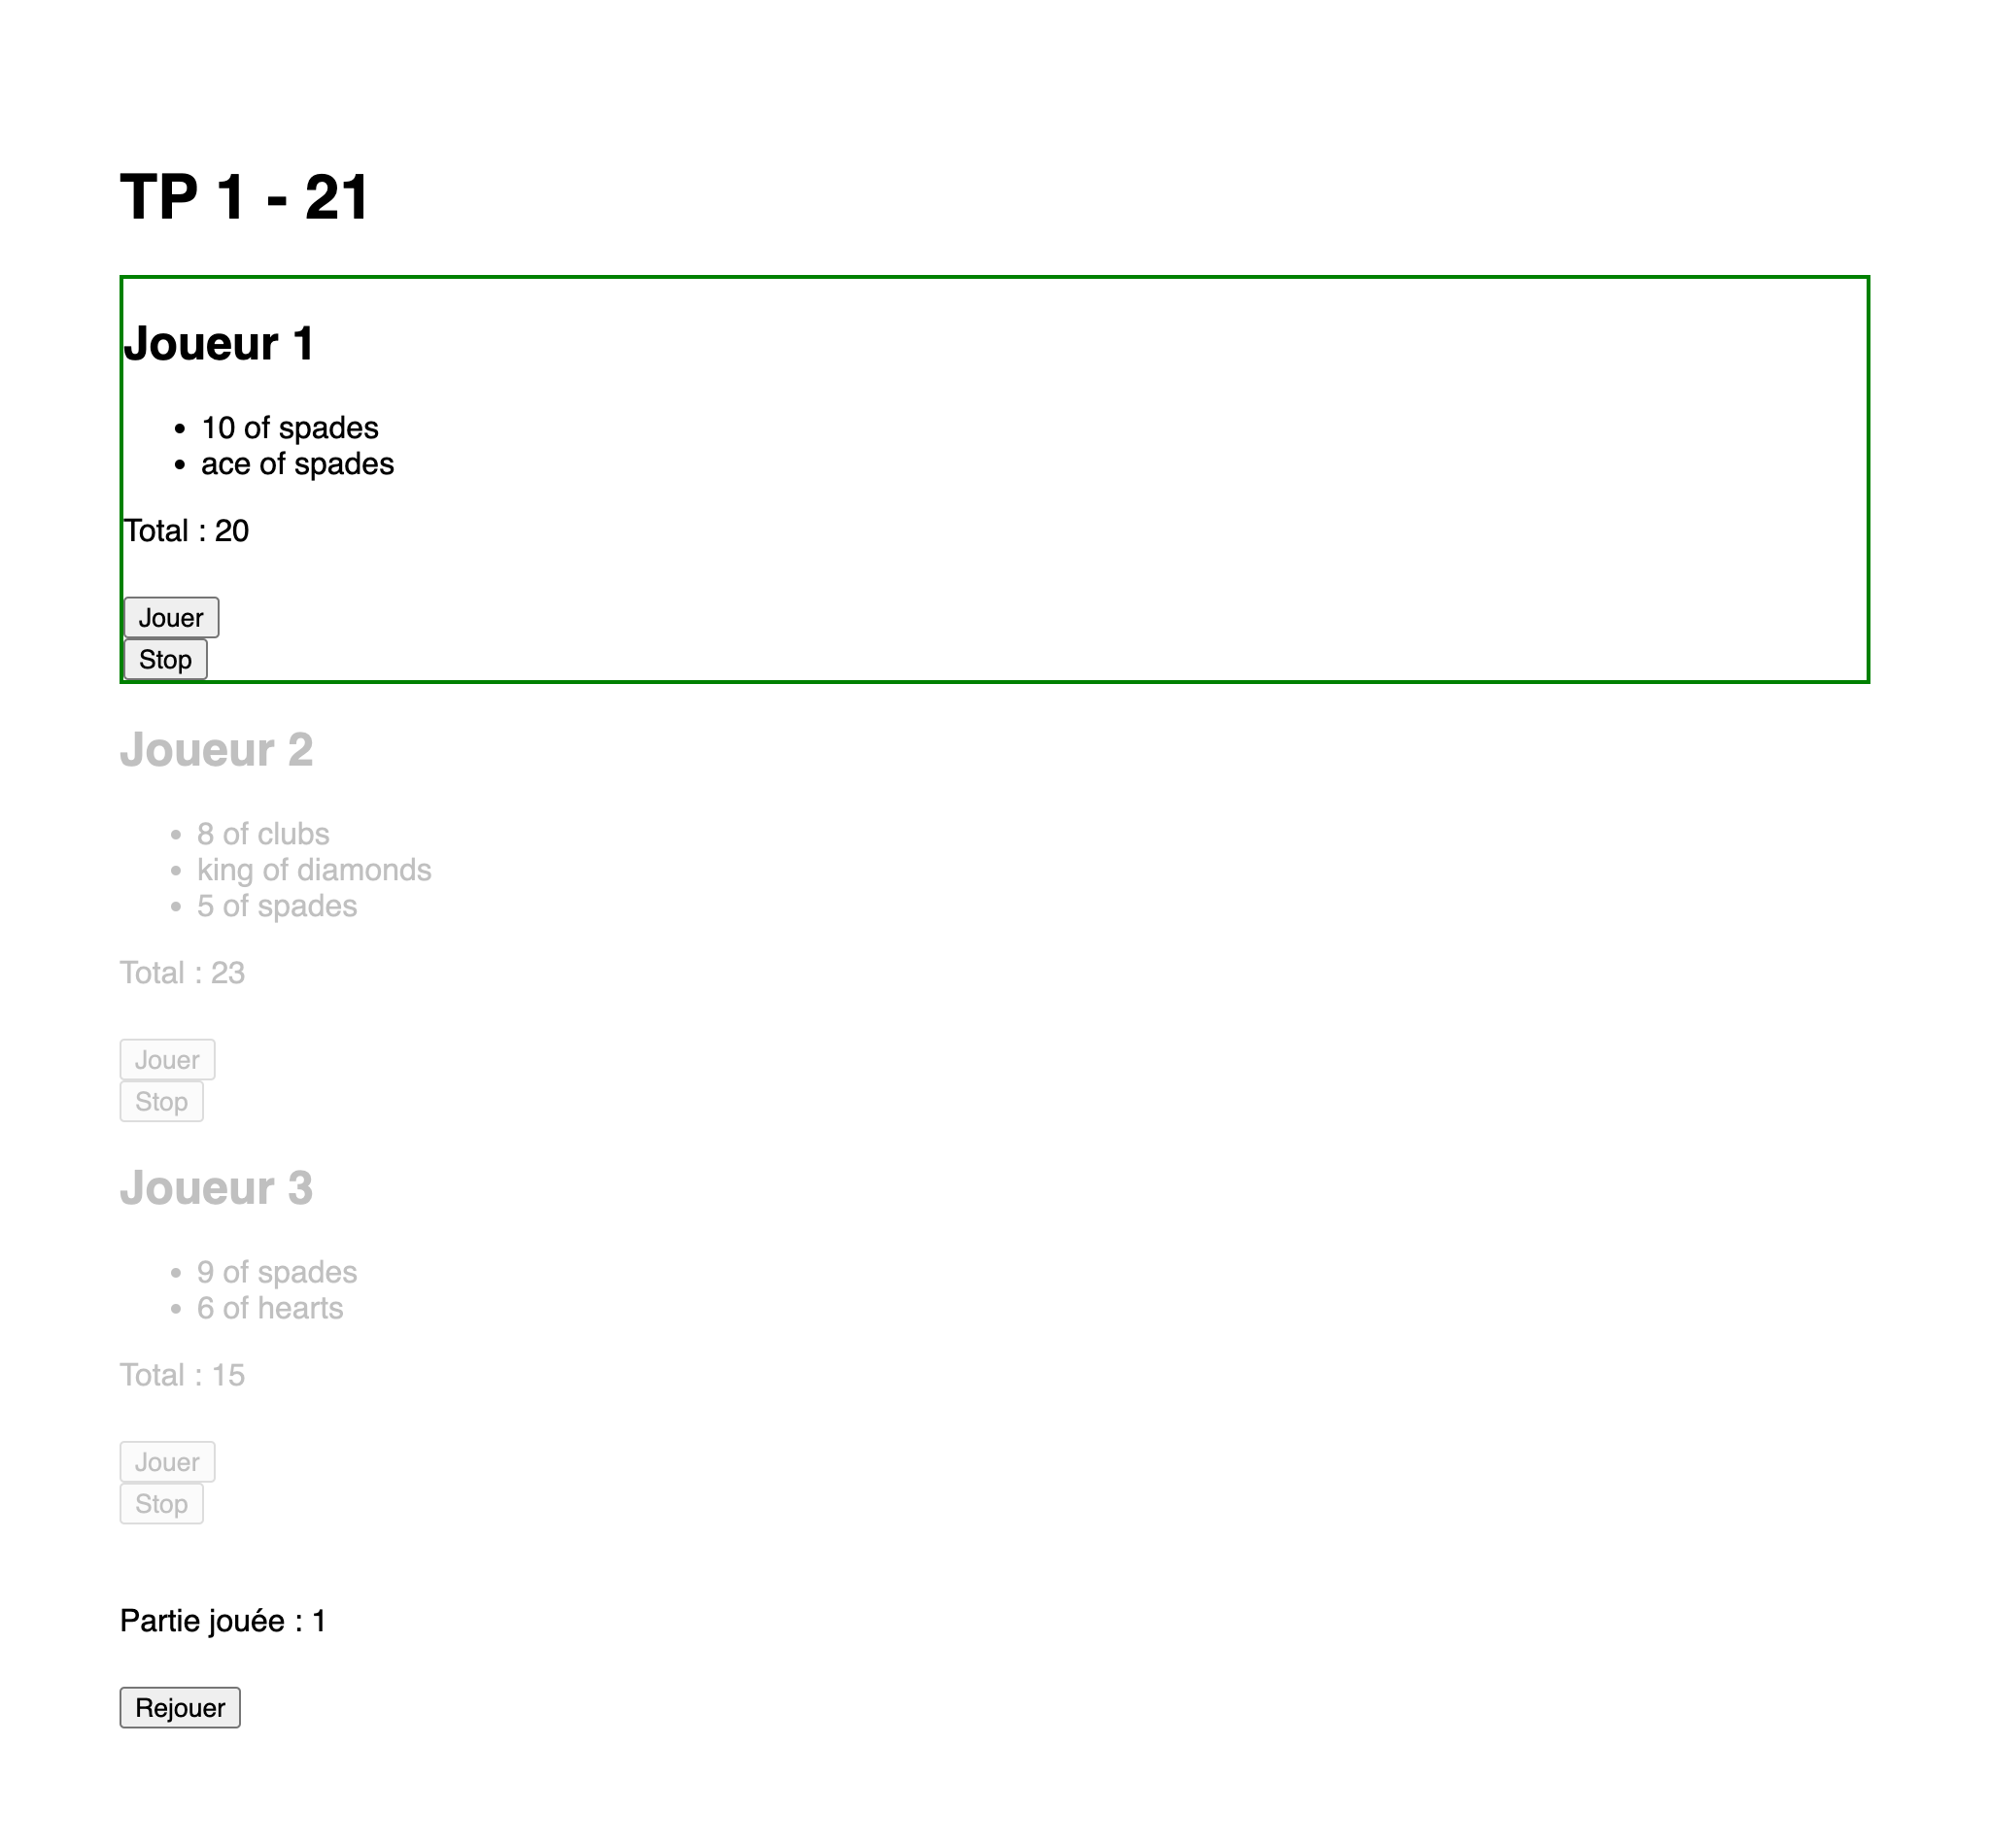 TP 1 - 21
Joueur 1
10 of spades
ace of spades
Total : 20
Jouer
Stop
Joueur 2
8 of clubs
king of diamonds
5 of spades
Total : 23
Jouer
Stop
Joueur 3
9 of spades
6 of hearts
Total : 15
Jouer
Stop
Partie jouée : 1
Rejouer